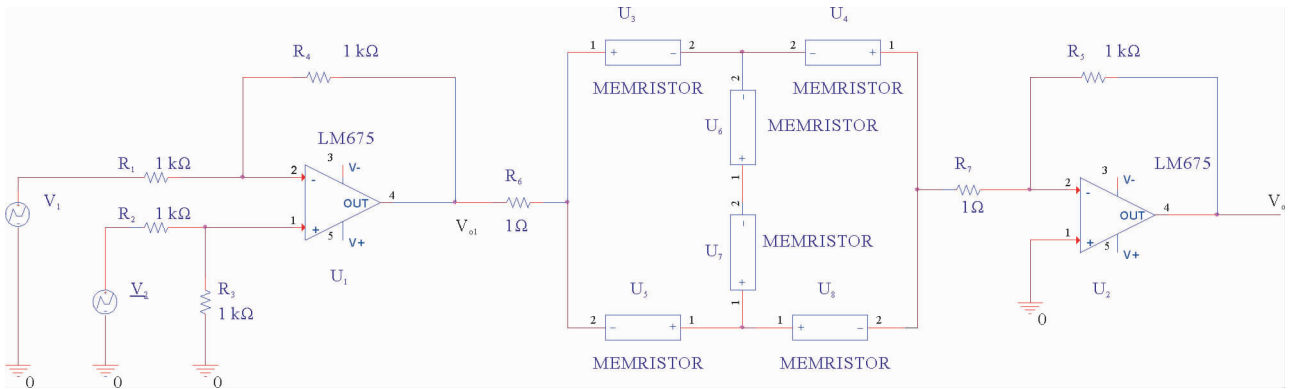 U₃
U₄
R₄ 1 kΩ
1 + − 2
2 − + 1
R₅ 1 kΩ
MEMRISTOR
MEMRISTOR
2
−
U₆
MEMRISTOR
+
1
LM675
3 V-
R₁ 1 kΩ
2 -
OUT 4
V₁
R₂ 1 kΩ
1 +
5 V+
U₁
R₃
1 kΩ
V₂
V₀₁
R₆
1Ω
2
−
U₇
MEMRISTOR
+
1
R₇
1Ω
LM675
3 V-
2 -
OUT 4
1 +
5 V+
U₂
Vₒ
0
U₅
U₈
2 − + 1
1 + − 2
MEMRISTOR
MEMRISTOR
0
0
0